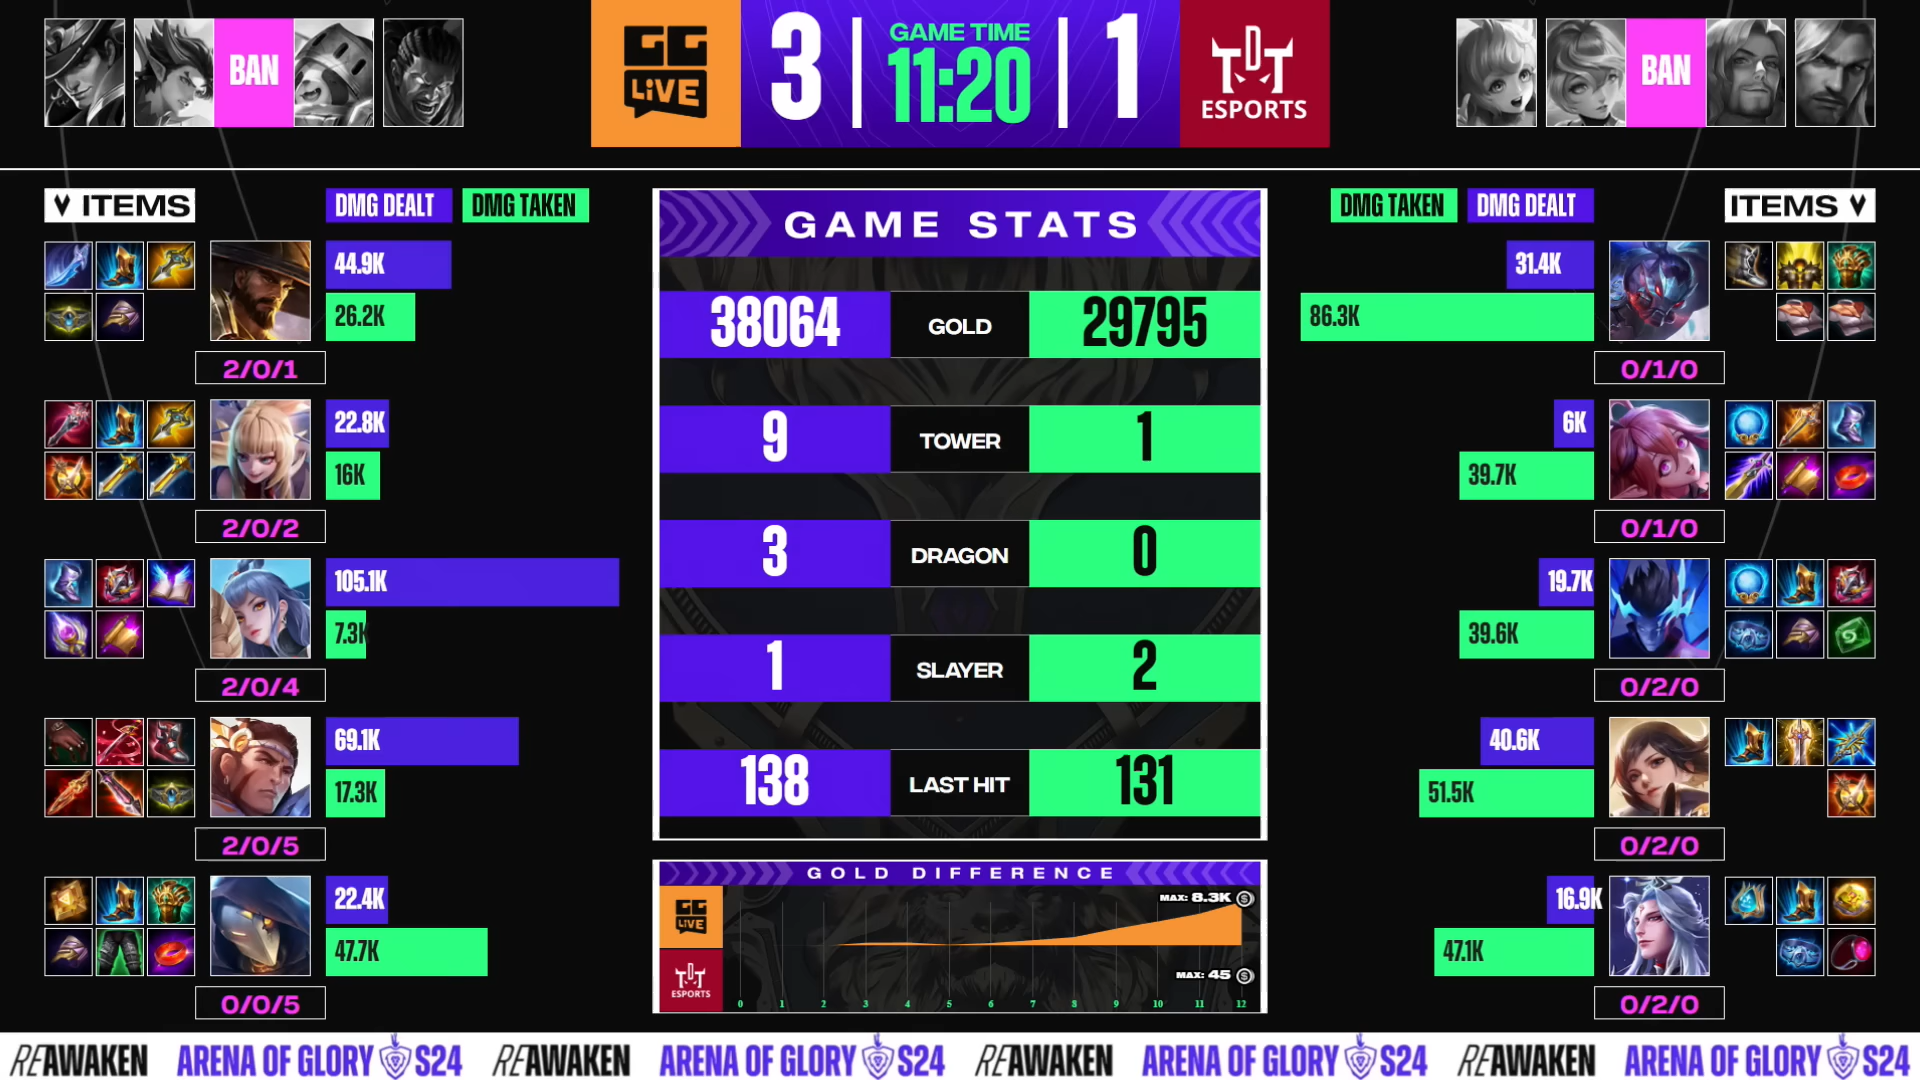 BAN
GG
LiVE
3
GAME TIME
11:20
1
TDT
ESPORTS
BAN
ITEMS
DMG DEALT
DMG TAKEN
44.9K
26.2K
2/0/1
22.8K
16K
2/0/2
105.1K
7.3K
2/0/4
69.1K
17.3K
2/0/5
22.4K
47.7K
0/0/5
GAME STATS
38064 GOLD 29795
9 TOWER 1
3 DRAGON 0
1 SLAYER 2
138 LAST HIT 131
GOLD DIFFERENCE
GG
LIVE
MAX: 8.3K
TDT
ESPORTS
MAX: 45
0 1 2 3 4 5 6 7 8 9 10 11 12
DMG TAKEN
DMG DEALT
ITEMS
31.4K
86.3K
0/1/0
6K
39.7K
0/1/0
19.7K
39.6K
0/2/0
40.6K
51.5K
0/2/0
16.9K
47.1K
0/2/0
REAWAKEN ARENA OF GLORY S24 REAWAKEN ARENA OF GLORY S24 REAWAKEN ARENA OF GLORY S24 REAWAKEN ARENA OF GLORY S24